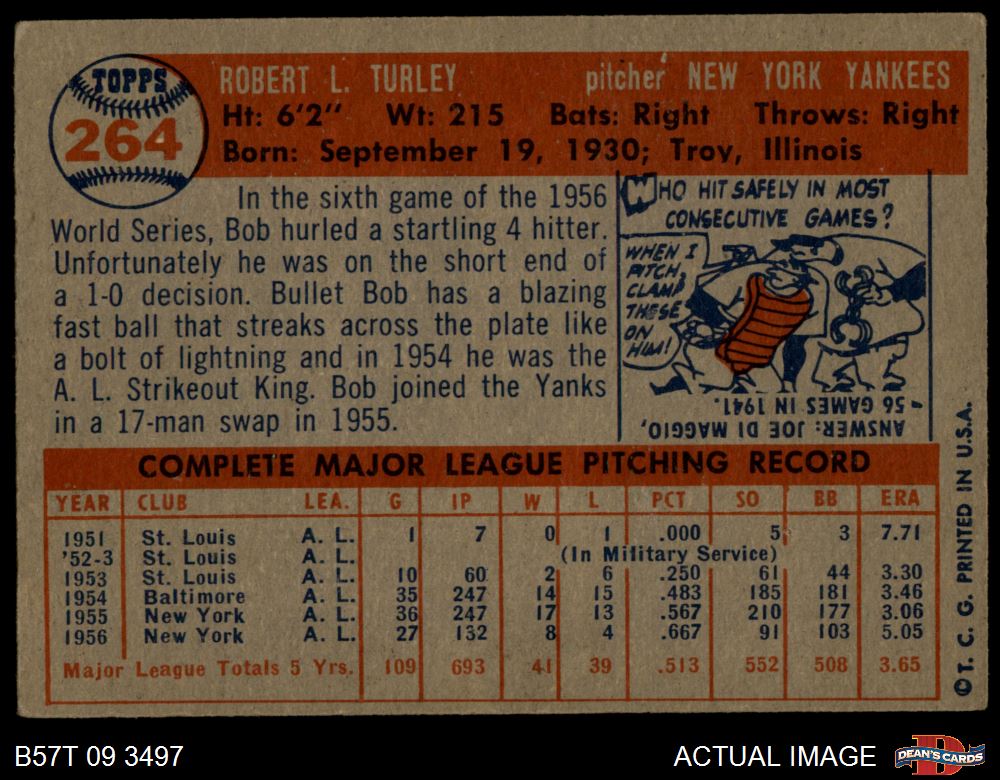 TOPPS
264
ROBERT L. TURLEY pitcher NEW YORK YANKEES
Ht: 6'2" Wt: 215 Bats: Right Throws: Right
Born: September 19, 1930; Troy, Illinois
In the sixth game of the 1956
World Series, Bob hurled a startling 4 hitter.
Unfortunately he was on the short end of
a 1-0 decision. Bullet Bob has a blazing
fast ball that streaks across the plate like
a bolt of lightning and in 1954 he was the
A. L. Strikeout King. Bob joined the Yanks
in a 17-man swap in 1955.
WHO HIT SAFELY IN MOST
CONSECUTIVE GAMES?
WHEN I
PITCH,
CLAMP
THESE
ON
HIM!
ANSWER: JOE DI MAGGIO,
- 56 GAMES IN 1941.
COMPLETE MAJOR LEAGUE PITCHING RECORD
YEAR CLUB LEA. G IP W L PCT SO BB ERA
1951 St. Louis A. L. 1 7 0 1 .000 5 3 7.71
'52-3 St. Louis A. L. (In Military Service)
1953 St. Louis A. L. 10 60 2 6 .250 61 44 3.30
1954 Baltimore A. L. 35 247 14 15 .483 185 181 3.46
1955 New York A. L. 36 247 17 13 .567 210 177 3.06
1956 New York A. L. 27 132 8 4 .667 91 103 5.05
Major League Totals 5 Yrs. 109 693 41 39 .513 552 508 3.65
© T. C. G. PRINTED IN U.S.A.
B57T 09 3497
ACTUAL IMAGE
D
DEAN'S CARDS